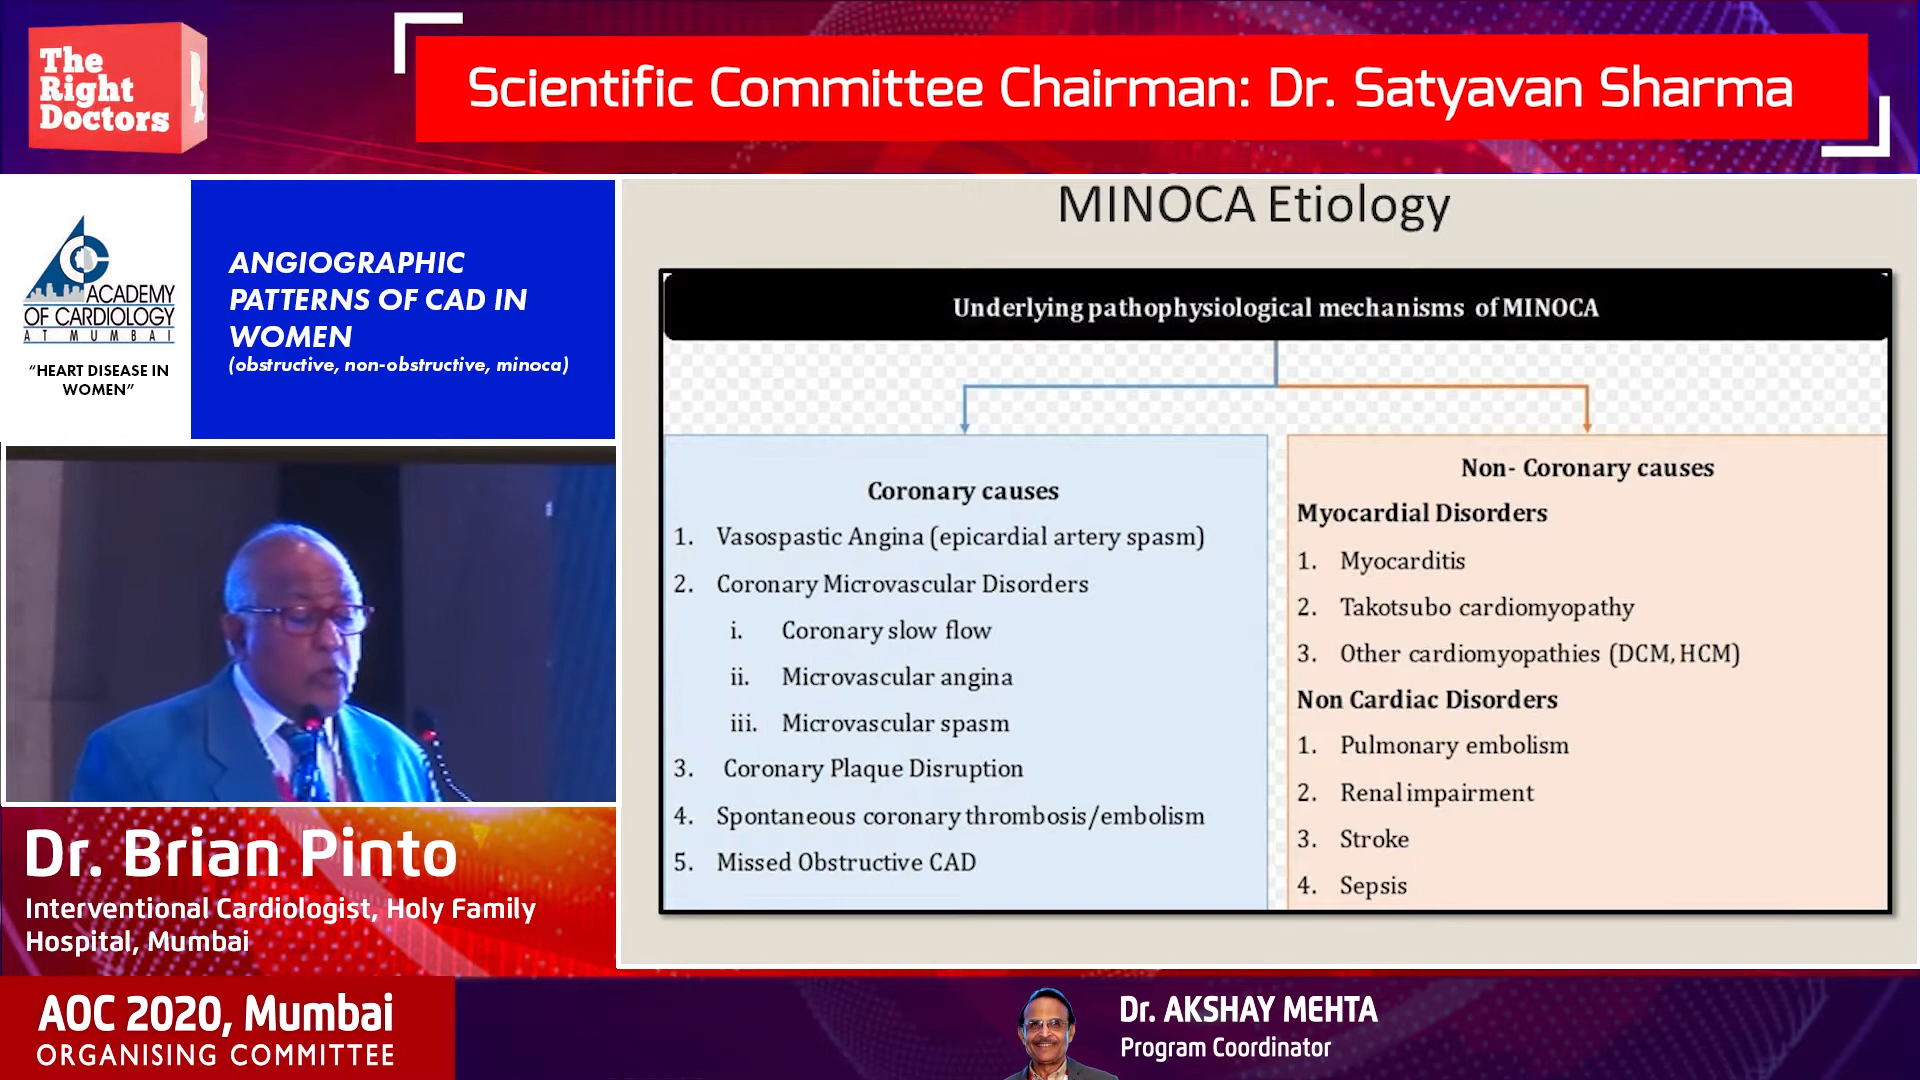 The
Right
Doctors
Scientific Committee Chairman: Dr. Satyavan Sharma
ACADEMY
OF CARDIOLOGY
AT MUMBAI
“HEART DISEASE IN
WOMEN”
ANGIOGRAPHIC
PATTERNS OF CAD IN
WOMEN
(obstructive, non-obstructive, minoca)
MINOCA Etiology
Underlying pathophysiological mechanisms of MINOCA
Coronary causes
1. Vasospastic Angina (epicardial artery spasm)
2. Coronary Microvascular Disorders
i. Coronary slow flow
ii. Microvascular angina
iii. Microvascular spasm
3. Coronary Plaque Disruption
4. Spontaneous coronary thrombosis/embolism
5. Missed Obstructive CAD
Non- Coronary causes
Myocardial Disorders
1. Myocarditis
2. Takotsubo cardiomyopathy
3. Other cardiomyopathies (DCM, HCM)
Non Cardiac Disorders
1. Pulmonary embolism
2. Renal impairment
3. Stroke
4. Sepsis
Dr. Brian Pinto
Interventional Cardiologist, Holy Family
Hospital, Mumbai
AOC 2020, Mumbai
ORGANISING COMMITTEE
Dr. AKSHAY MEHTA
Program Coordinator